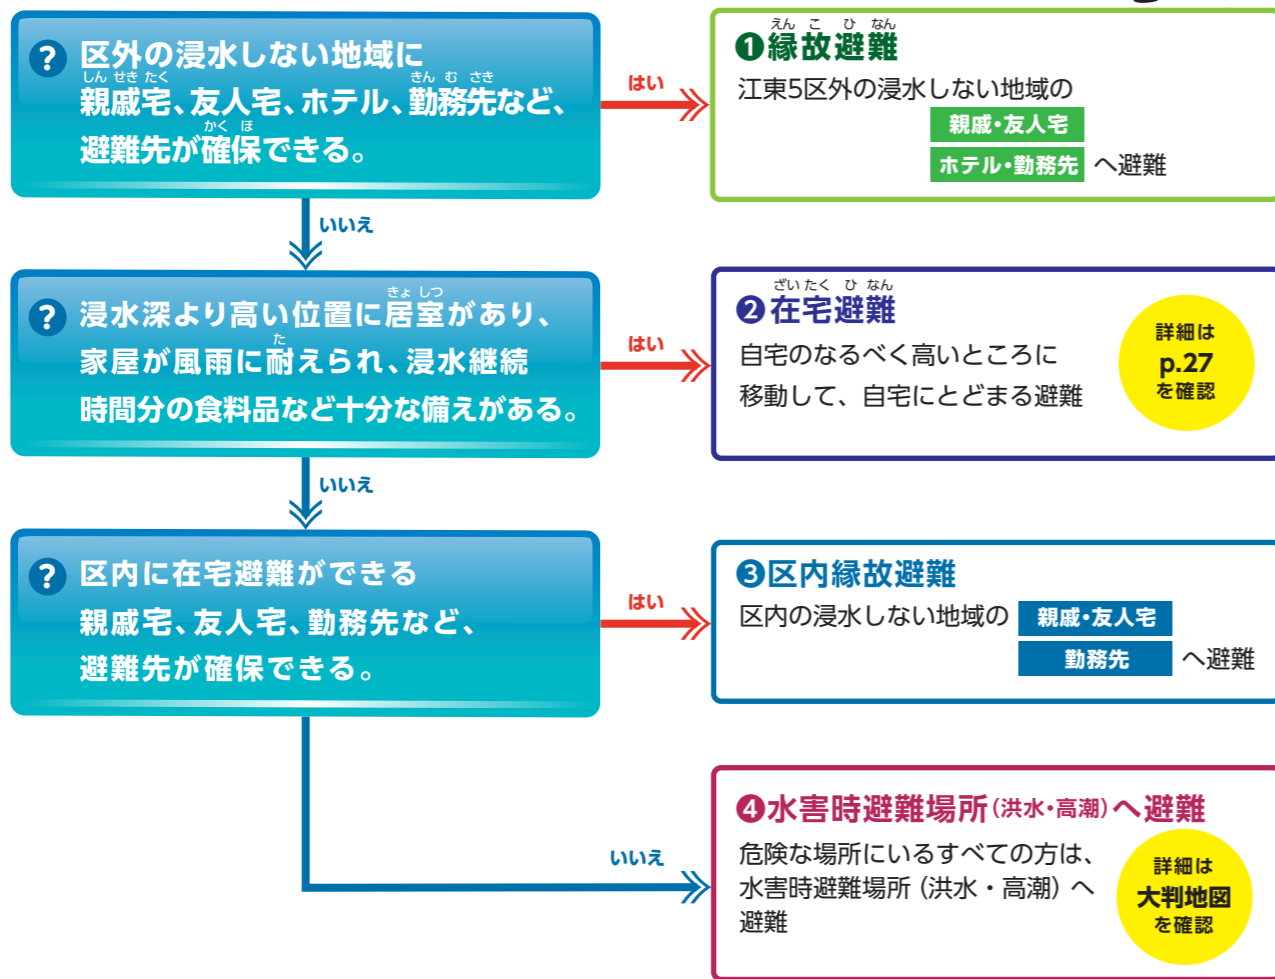 ? 区外の浸水しない地域に
しんせきたく きんむさき
親戚宅、友人宅、ホテル、勤務先など、
かくほ
避難先が確保できる。
はい
えんこひなん
❶縁故避難
江東5区外の浸水しない地域の
親戚・友人宅
ホテル・勤務先 へ避難
いいえ
きょしつ
? 浸水深より高い位置に居室があり、
た
家屋が風雨に耐えられ、浸水継続
時間分の食料品など十分な備えがある。
はい
ざいたくひなん
❷在宅避難
自宅のなるべく高いところに
移動して、自宅にとどまる避難
詳細は
p.27
を確認
いいえ
? 区内に在宅避難ができる
親戚宅、友人宅、勤務先など、
避難先が確保できる。
はい
❸区内縁故避難
区内の浸水しない地域の 親戚・友人宅
勤務先 へ避難
いいえ
❹水害時避難場所(洪水・高潮)へ避難
危険な場所にいるすべての方は、
水害時避難場所(洪水・高潮)へ
避難
詳細は
大判地図
を確認